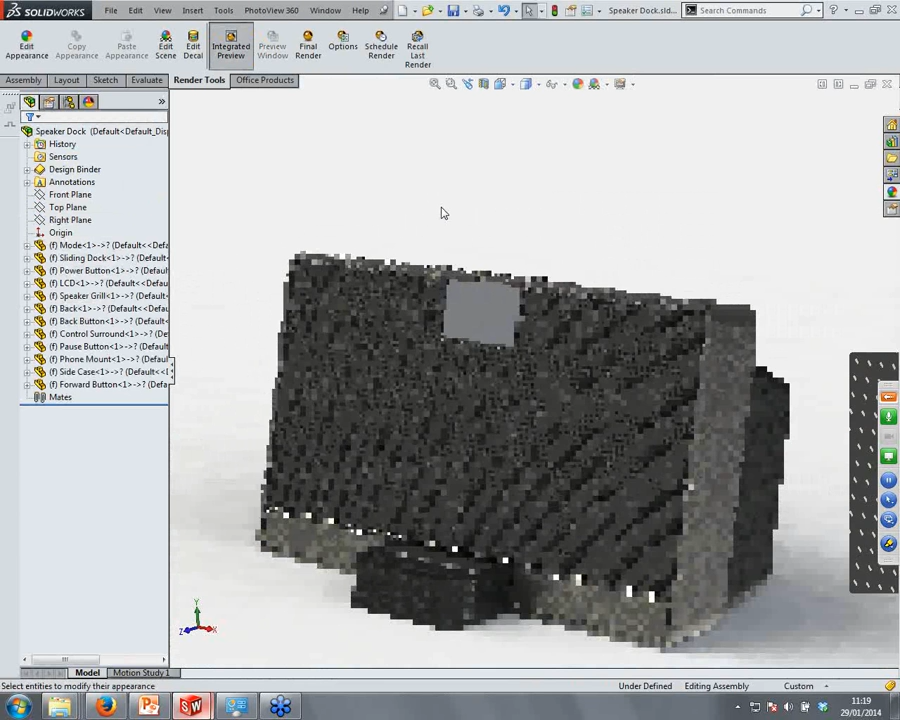 SOLIDWORKS File Edit View Insert Tools PhotoView 360 Window Help Speaker Dock.sld... Search Commands
Edit Appearance Copy Appearance Paste Appearance Edit Scene Edit Decal Integrated Preview Preview Window Final Render Options Schedule Render Recall Last Render
Assembly Layout Sketch Evaluate Render Tools Office Products
Speaker Dock (Default<Default_Disp
History
Sensors
Design Binder
Annotations
Front Plane
Top Plane
Right Plane
Origin
(f) Mode<1>->? (Default<<Defau
(f) Sliding Dock<1>->? (Default
(f) Power Button<1>->? (Default
(f) LCD<1>->? (Default<<Default
(f) Speaker Grill<1>->? (Default
(f) Back<1>->? (Default<<Defau
(f) Back Button<1>->? (Default
(f) Control Surround<1>->? (De
(f) Pause Button<1>->? (Default
(f) Phone Mount<1>->? (Defau
(f) Side Case<1>->? (Default<<D
(f) Forward Button<1>->? (Defa
Mates
Y
Z X
Model Motion Study 1
Select entities to modify their appearance Under Defined Editing Assembly Custom
11:19
29/01/2014